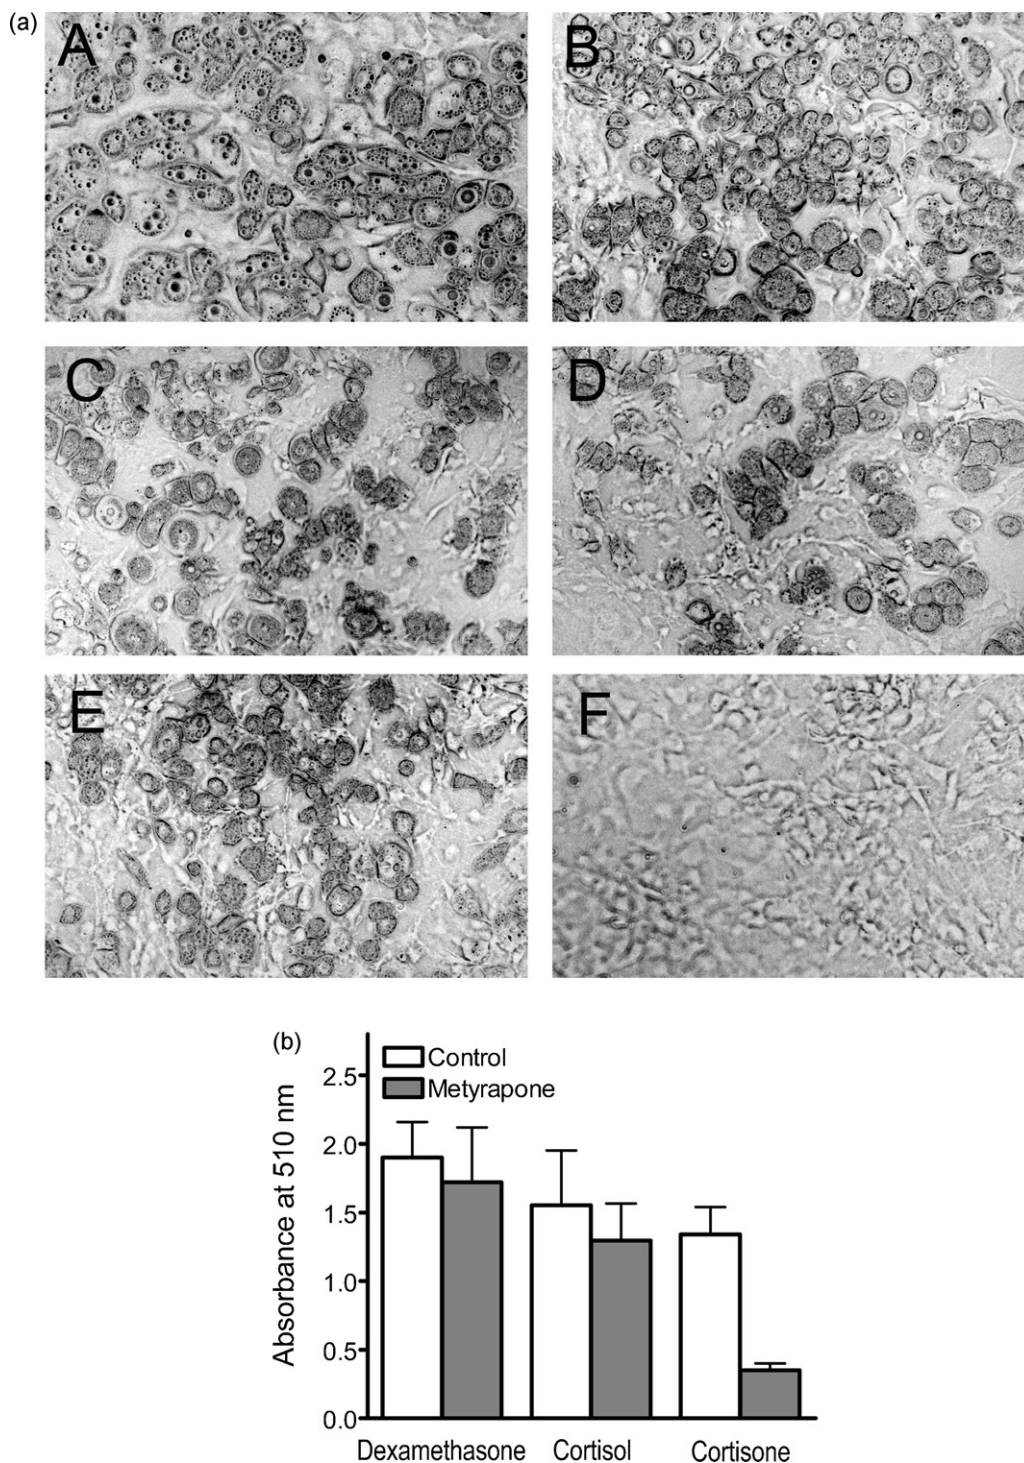 (a)
A
B
C
D
E
F
(b)
Control
Metyrapone
Absorbance at 510 nm
2.5
2.0
1.5
1.0
0.5
0.0
Dexamethasone Cortisol Cortisone